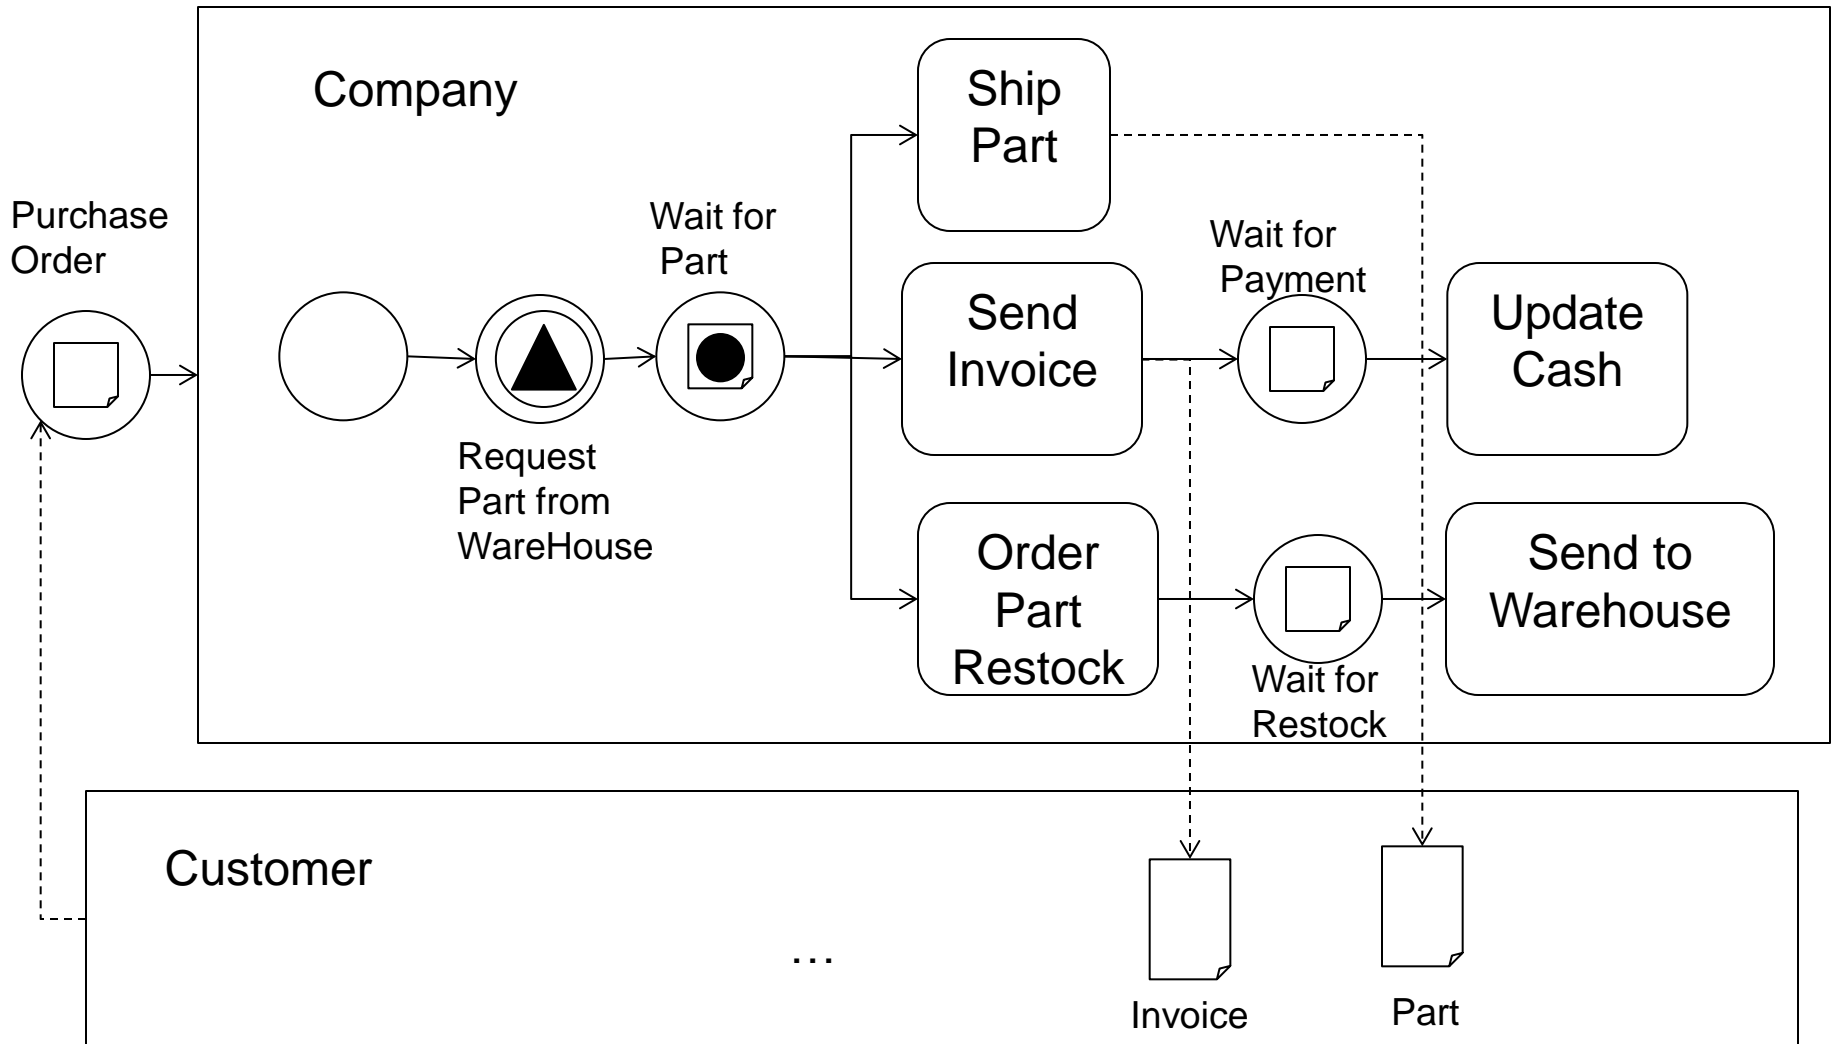 Company
Ship
Part
Purchase
Order
Wait for
Part
Wait for
Payment
Send
Invoice
Update
Cash
Request
Part from
WareHouse
Order
Part
Restock
Send to
Warehouse
Wait for
Restock
Customer
...
Invoice
Part